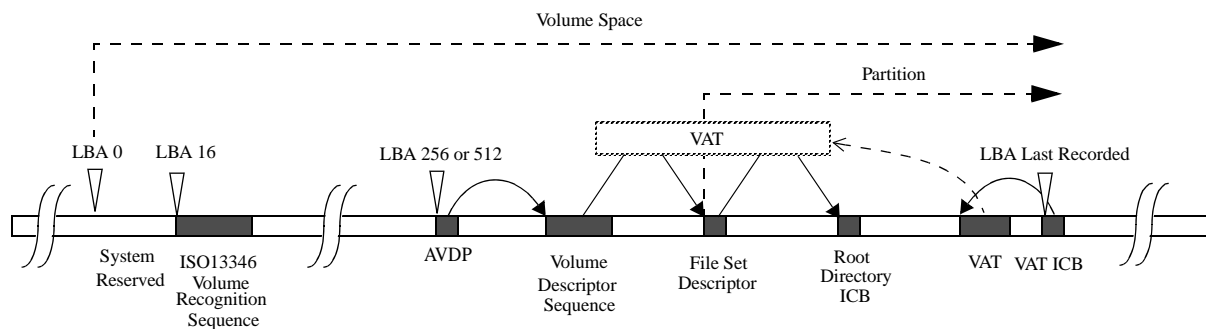 Volume Space
Partition
VAT
LBA 0
LBA 16
LBA 256 or 512
LBA Last Recorded
System
Reserved
ISO13346
Volume
Recognition
Sequence
AVDP
Volume
Descriptor
Sequence
File Set
Descriptor
Root
Directory
ICB
VAT
VAT ICB